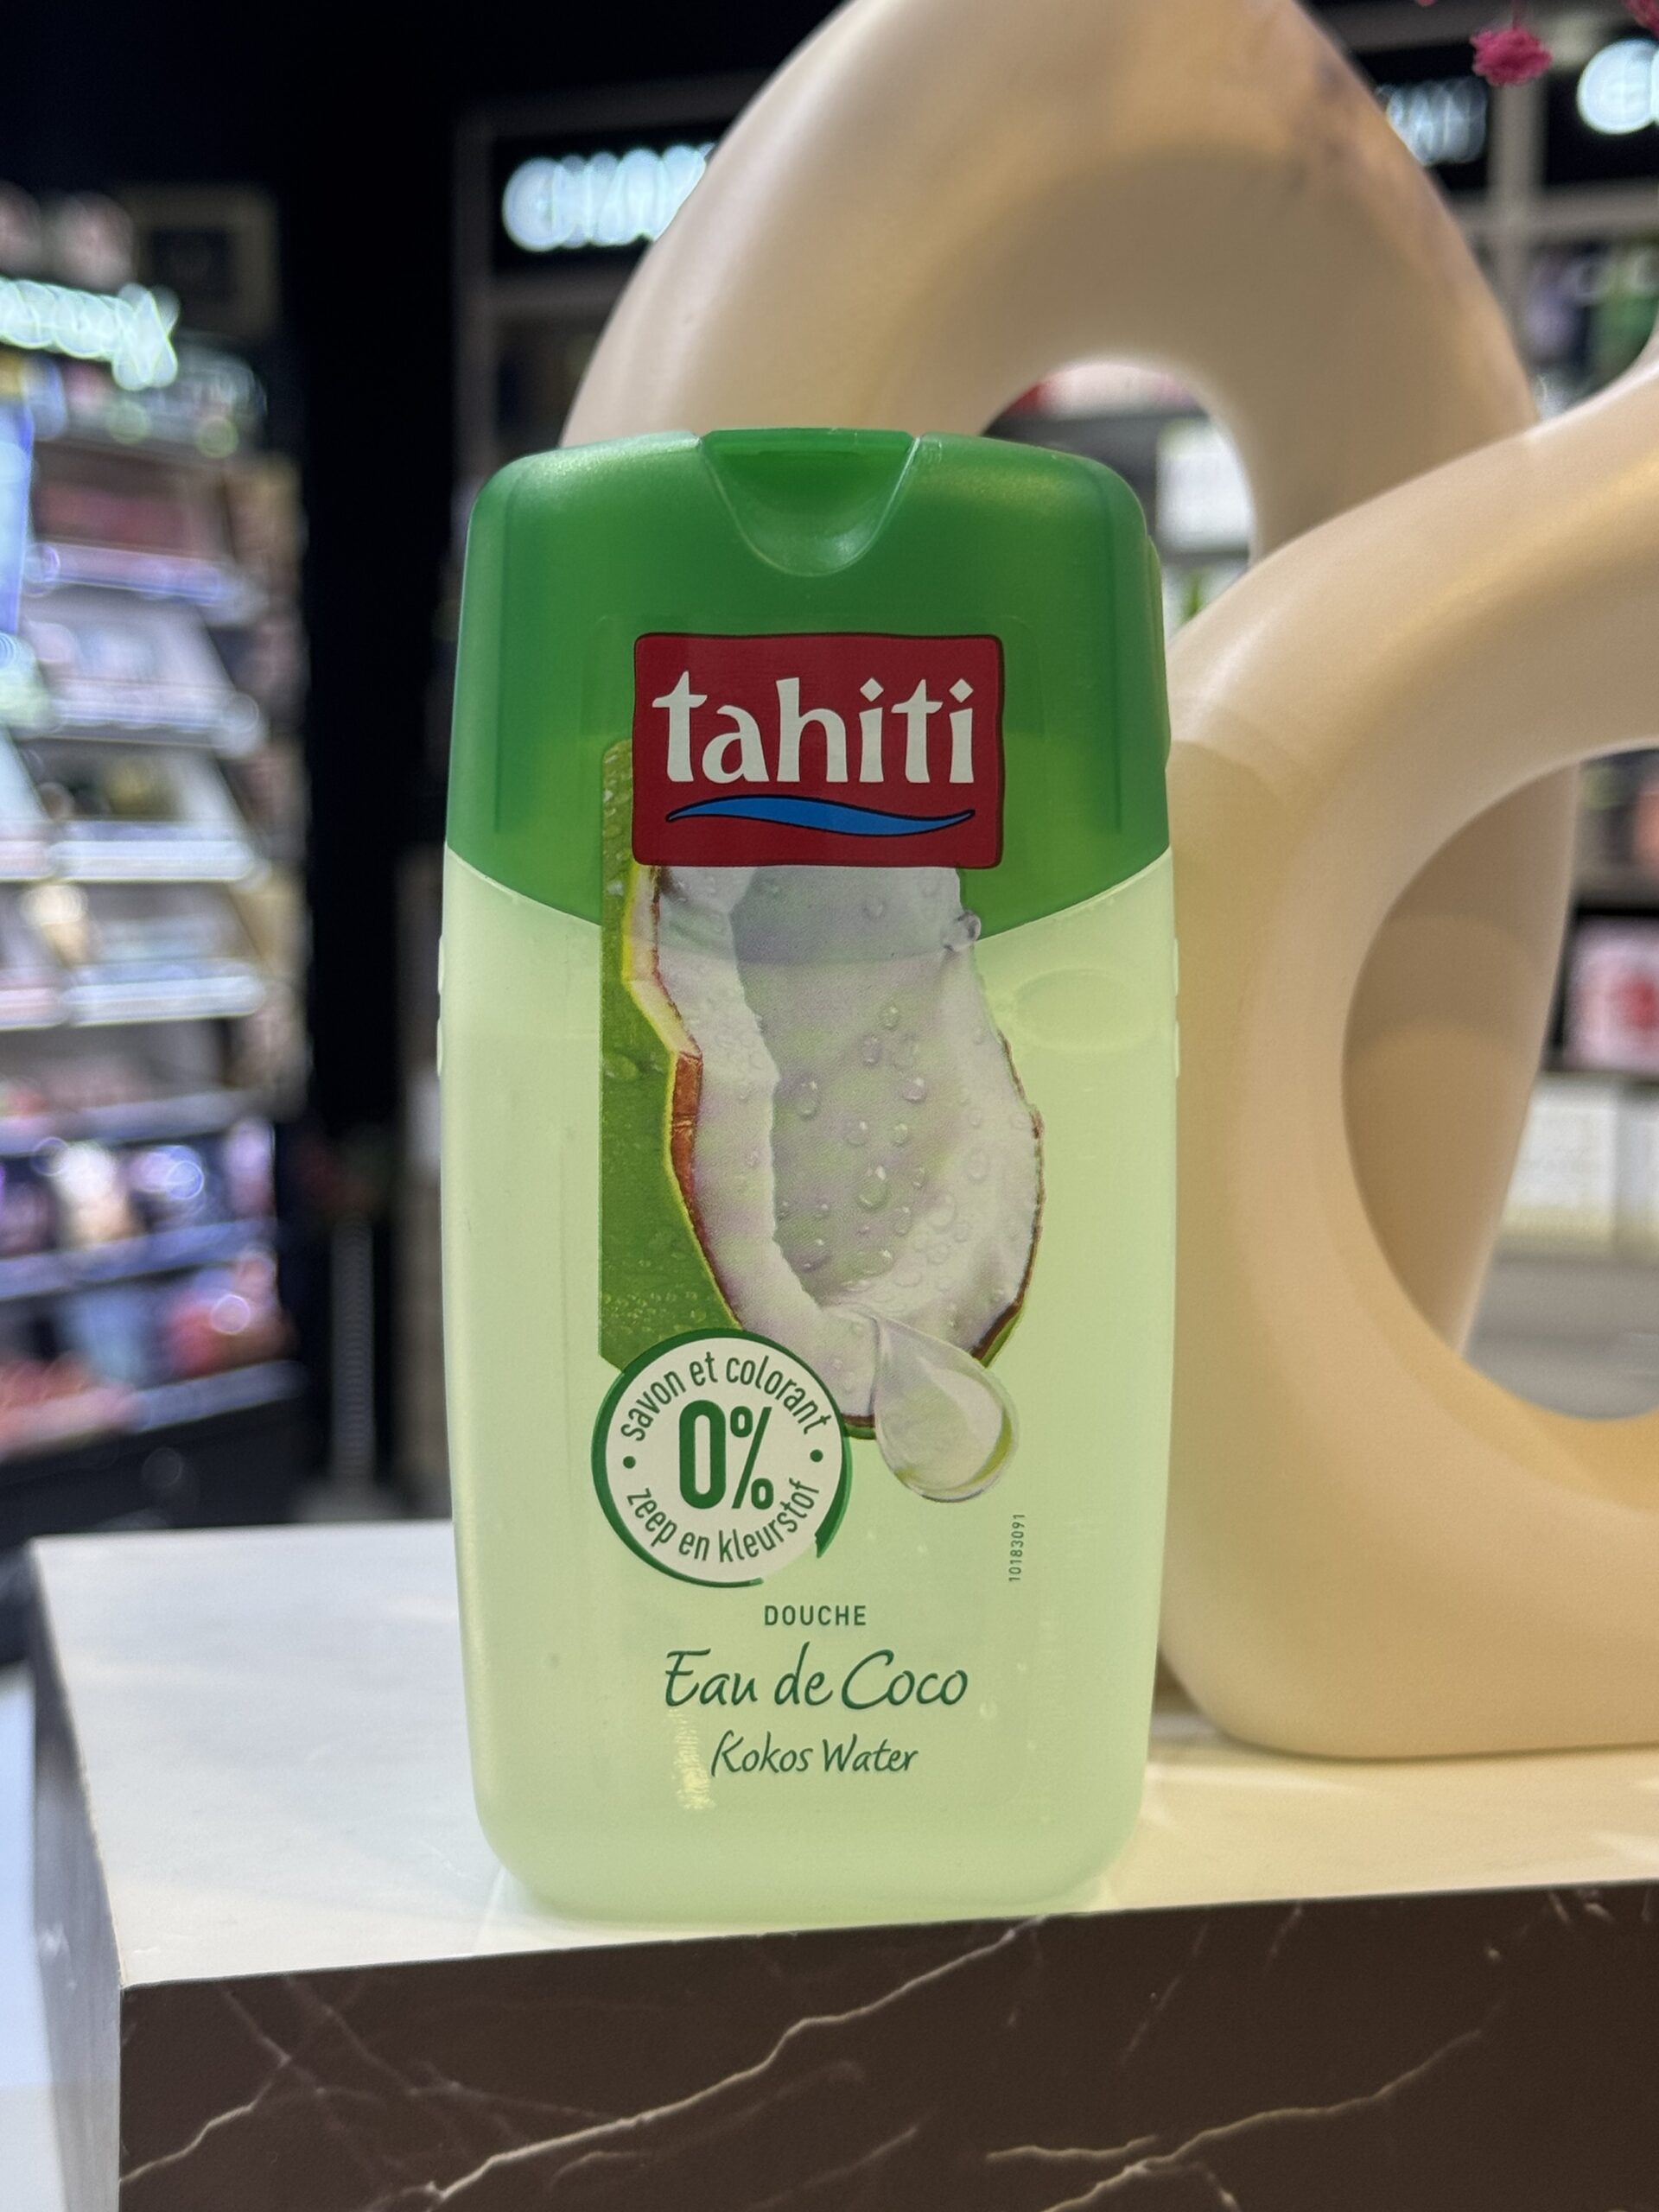 tahiti
savon et colorant
0%
zeep en kleurstof
10183091
DOUCHE
Eau de Coco
Kokos Water